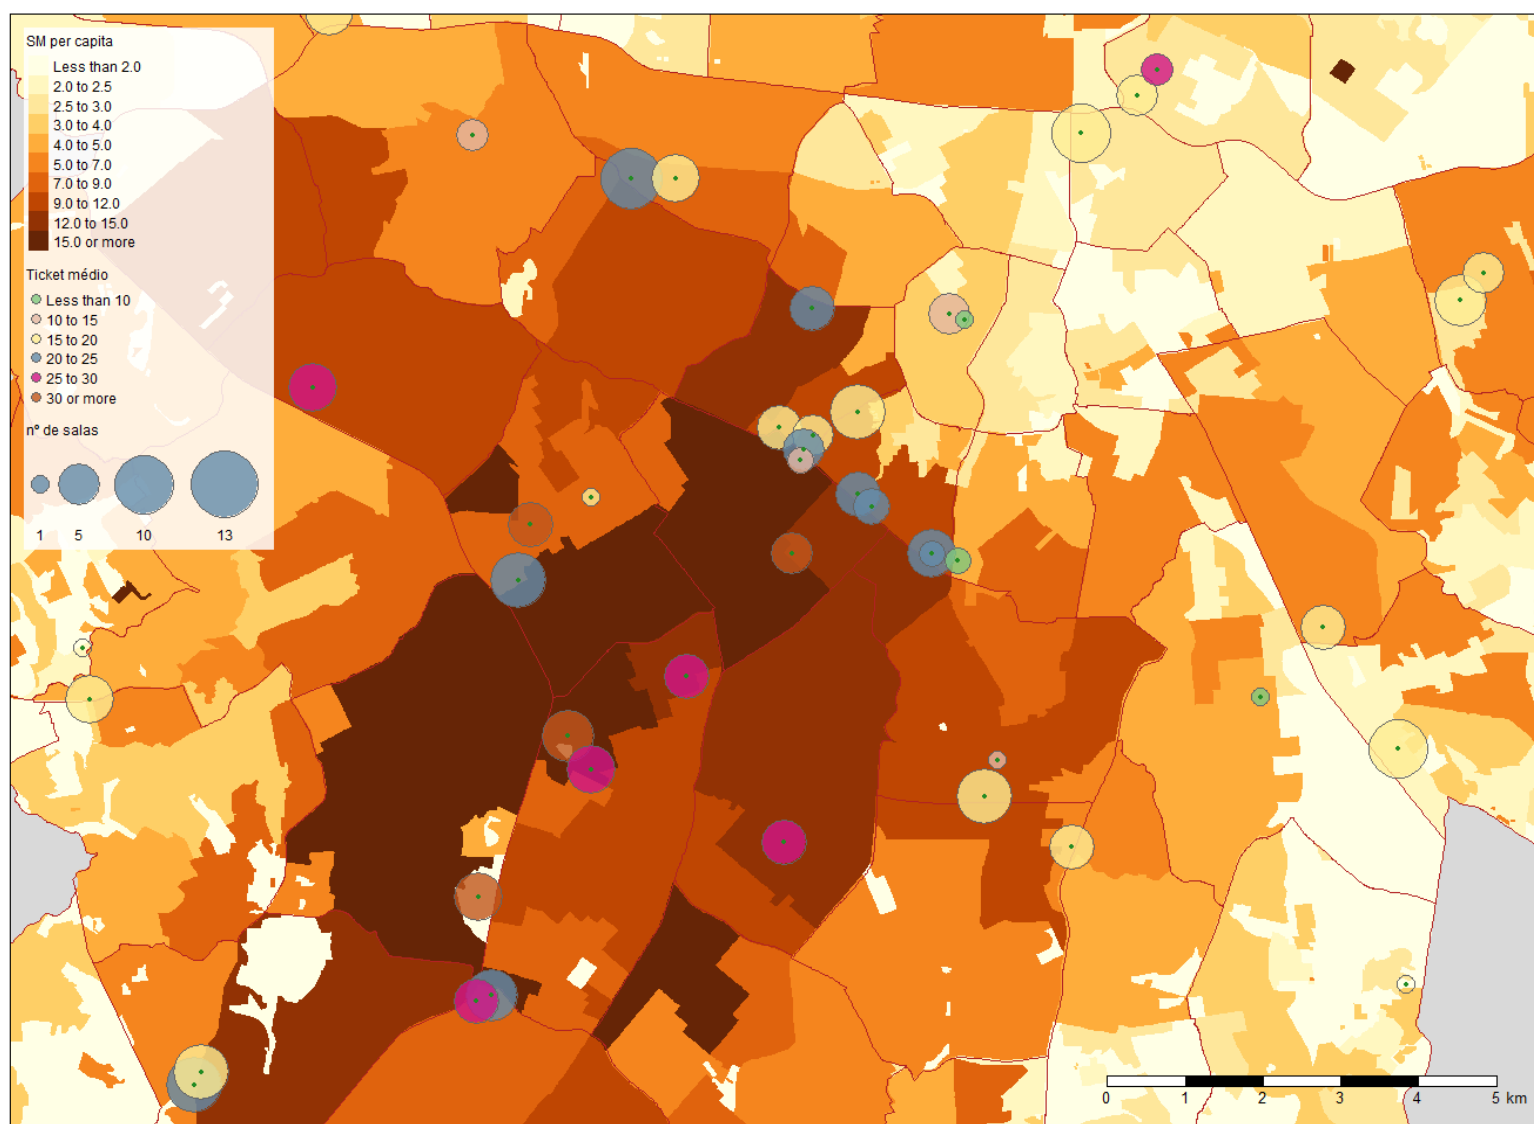 SM per capita
Less than 2.0
2.0 to 2.5
2.5 to 3.0
3.0 to 4.0
4.0 to 5.0
5.0 to 7.0
7.0 to 9.0
9.0 to 12.0
12.0 to 15.0
15.0 or more
Ticket médio
Less than 10
10 to 15
15 to 20
20 to 25
25 to 30
30 or more
nº de salas
1 5 10 13
0 1 2 3 4 5 km